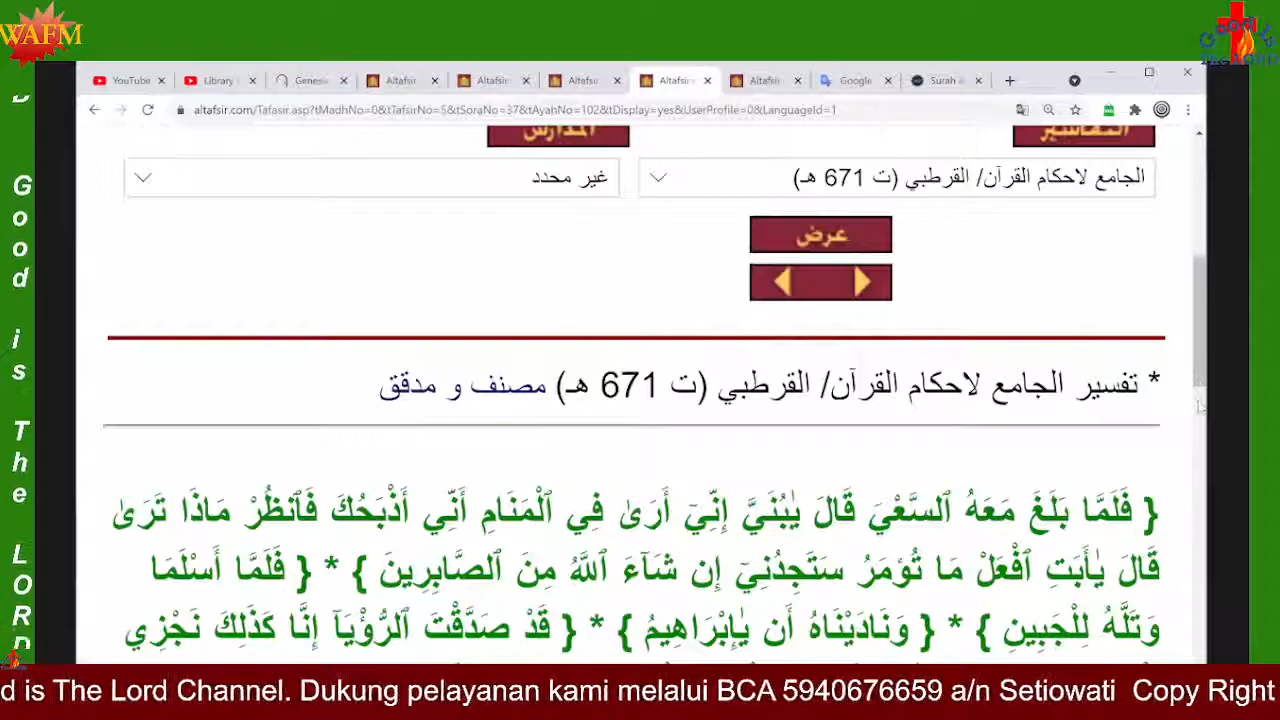 WAFM
Good Is
The LORD
YouTube
Library
Genesis
Altafsir
Altafsir
Altafsir
Altafsir
Altafsir
Google
Surah
altafsir.com/Tafasir.asp?tMadhNo=0&tTafsirNo=5&tSoraNo=37&tAyahNo=102&tDisplay=yes&UserProfile=0&LanguageId=1
التفاسير
المدارس
الجامع لاحكام القرآن/ القرطبي (ت 671 هـ)
غير محدد
عرض
* تفسير الجامع لاحكام القرآن/ القرطبي (ت 671 هـ) مصنف و مدقق
{ فَلَمَّا بَلَغَ مَعَهُ ٱلسَّعْيَ قَالَ يٰبُنَيَّ إِنِّيۤ أَرَىٰ فِي ٱلْمَنَامِ أَنِّي أَذْبَحُكَ فَٱنظُرْ مَاذَا تَرَىٰ
قَالَ يٰأَبَتِ ٱفْعَلْ مَا تُؤمَرُ سَتَجِدُنِيۤ إِن شَآءَ ٱللَّهُ مِنَ ٱلصَّابِرِينَ } * { فَلَمَّا أَسْلَمَا
وَتَلَّهُ لِلْجَبِينِ } * { وَنَادَيْنَاهُ أَن يٰإِبْرَاهِيمُ } * { قَدْ صَدَّقْتَ ٱلرُّؤْيَآ إِنَّا كَذَلِكَ نَجْزِي
Good is The LORD
d is The Lord Channel. Dukung pelayanan kami melalui BCA 5940676659 a/n Setiowati Copy Right